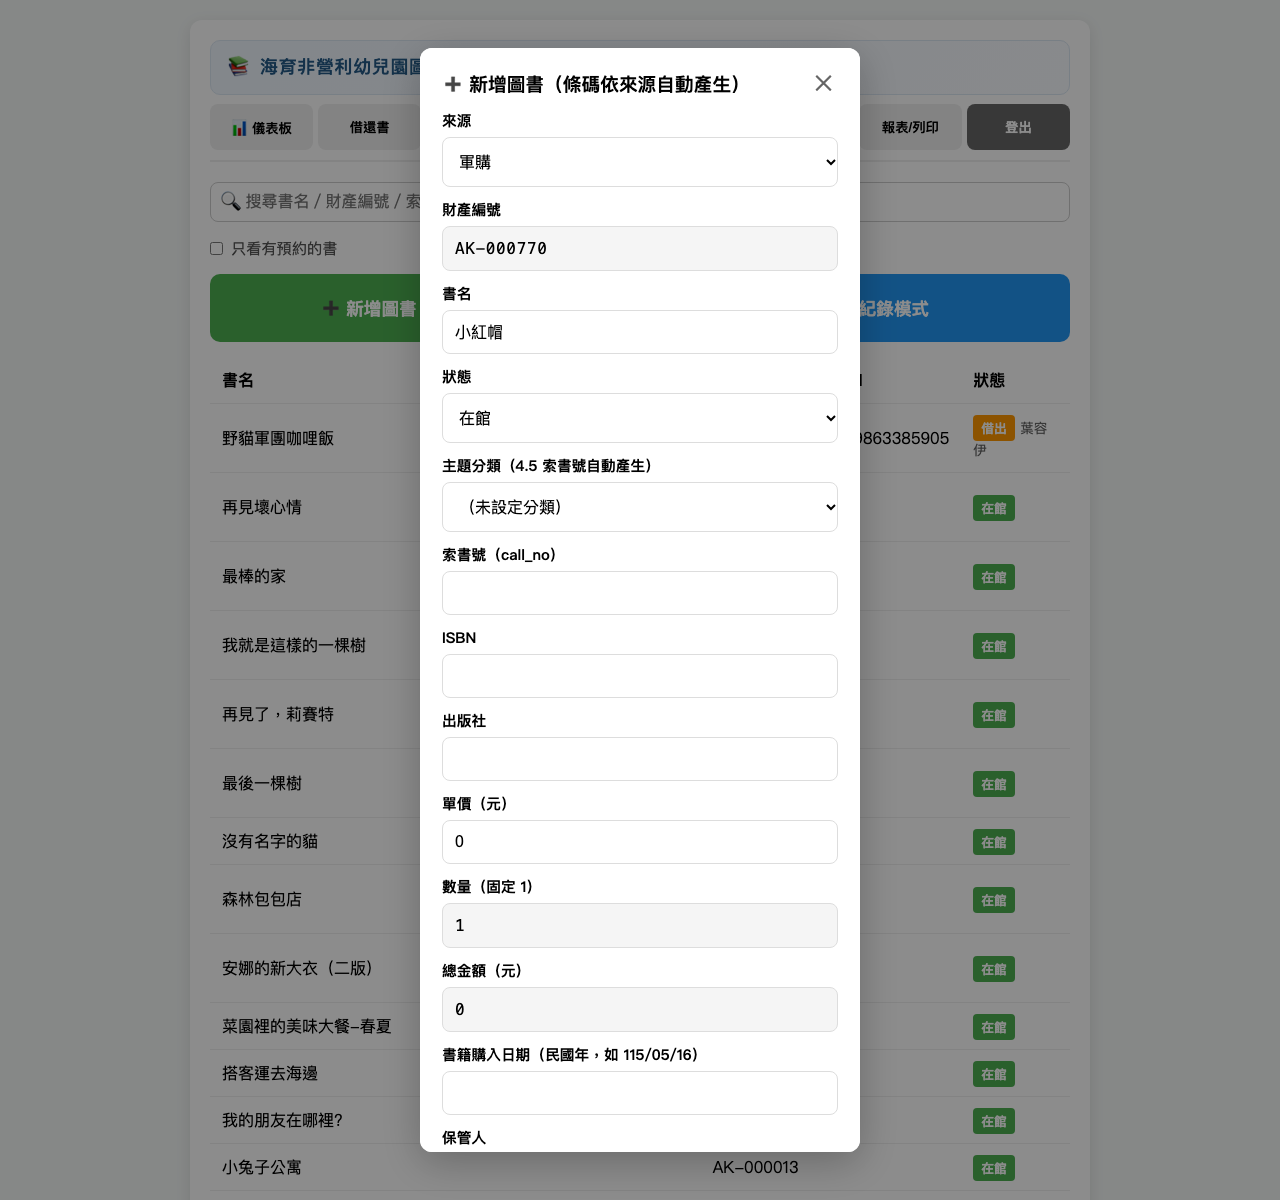 📚 海育非營利幼兒園圖
📊 儀表板
借還書
報表/列印
登出
🔍 搜尋書名 / 財產編號 / 索
只看有預約的書
➕ 新增圖書
紀錄模式
書名
狀態
野貓軍團咖哩飯
9863385905
借出 葉容伊
再見壞心情
在館
最棒的家
在館
我就是這樣的一棵樹
在館
再見了，莉賽特
在館
最後一棵樹
在館
沒有名字的貓
在館
森林包包店
在館
安娜的新大衣（二版）
在館
菜園裡的美味大餐–春夏
在館
搭客運去海邊
在館
我的朋友在哪裡?
在館
小兔子公寓
AK-000013
在館
➕ 新增圖書（條碼依來源自動產生）
來源
軍購
財產編號
AK-000770
書名
小紅帽
狀態
在館
主題分類（4.5 索書號自動產生）
（未設定分類）
索書號（call_no）
ISBN
出版社
單價（元）
0
數量（固定 1）
1
總金額（元）
0
書籍購入日期（民國年，如 115/05/16）
保管人